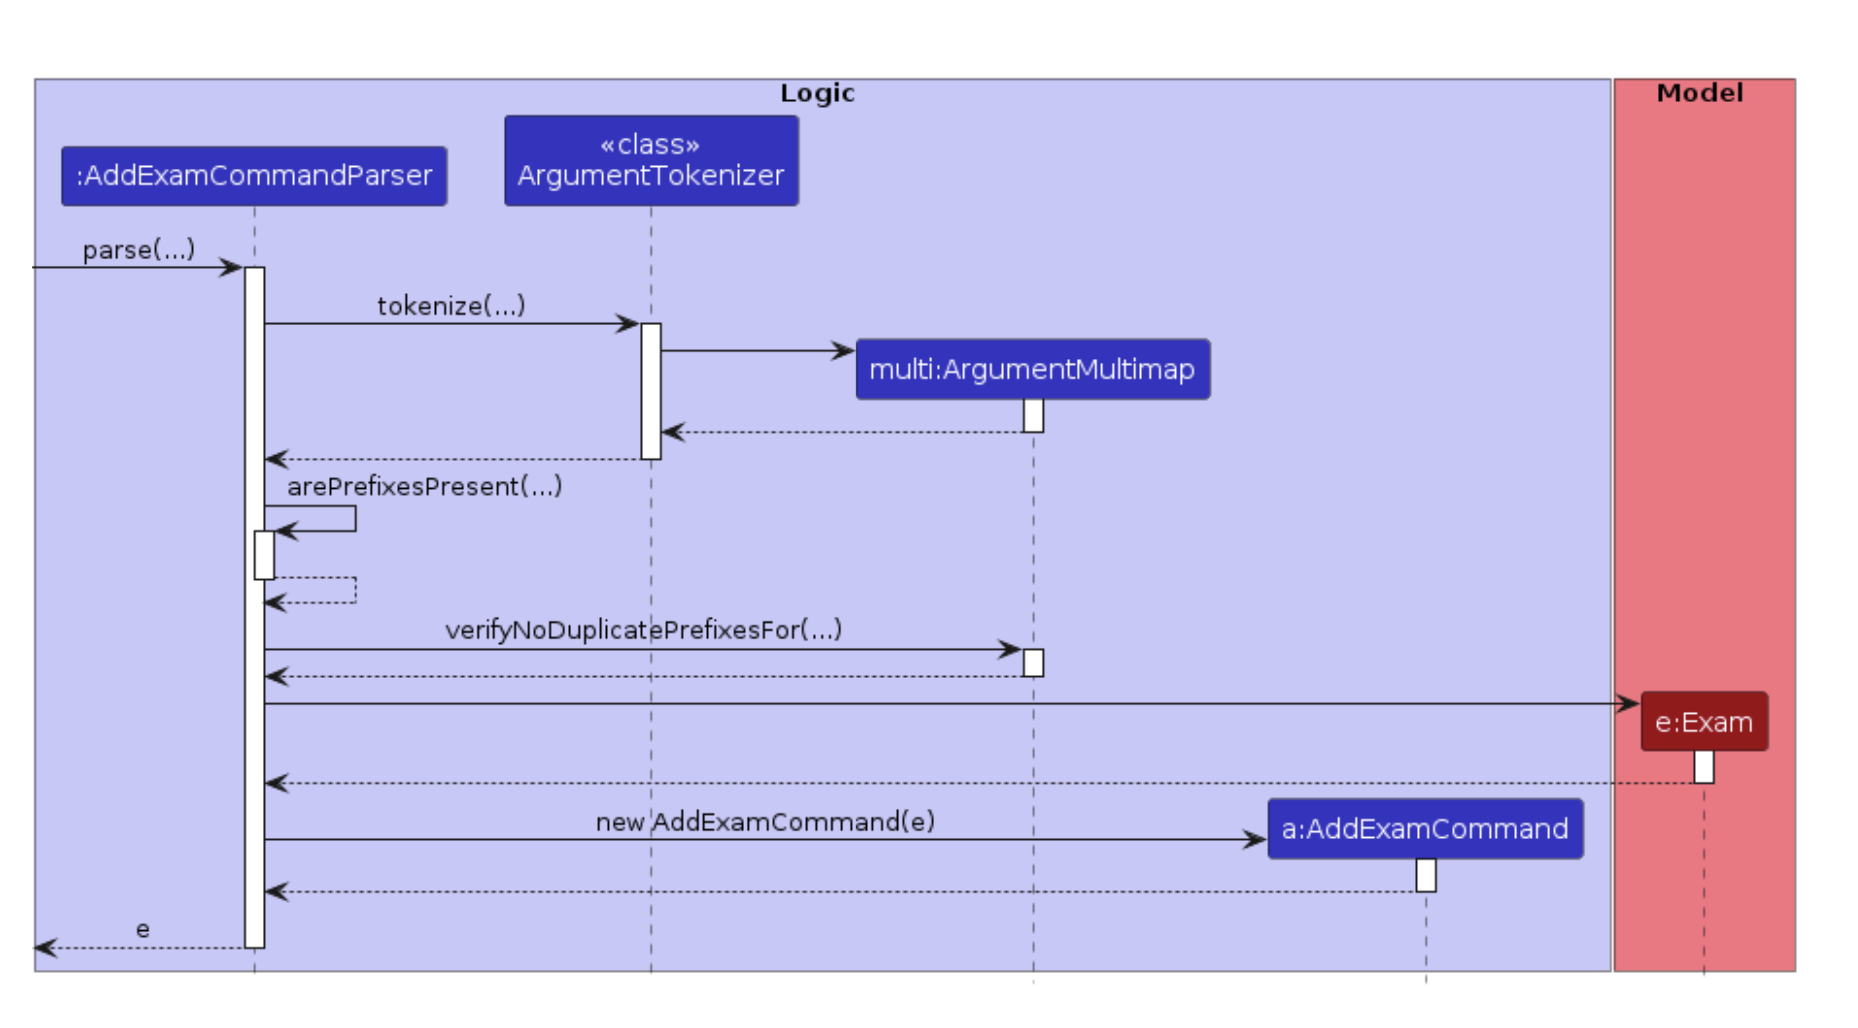 Logic
Model
:AddExamCommandParser
«class»
ArgumentTokenizer
parse(...)
tokenize(...)
multi:ArgumentMultimap
arePrefixesPresent(...)
verifyNoDuplicatePrefixesFor(...)
e:Exam
new AddExamCommand(e)
a:AddExamCommand
e